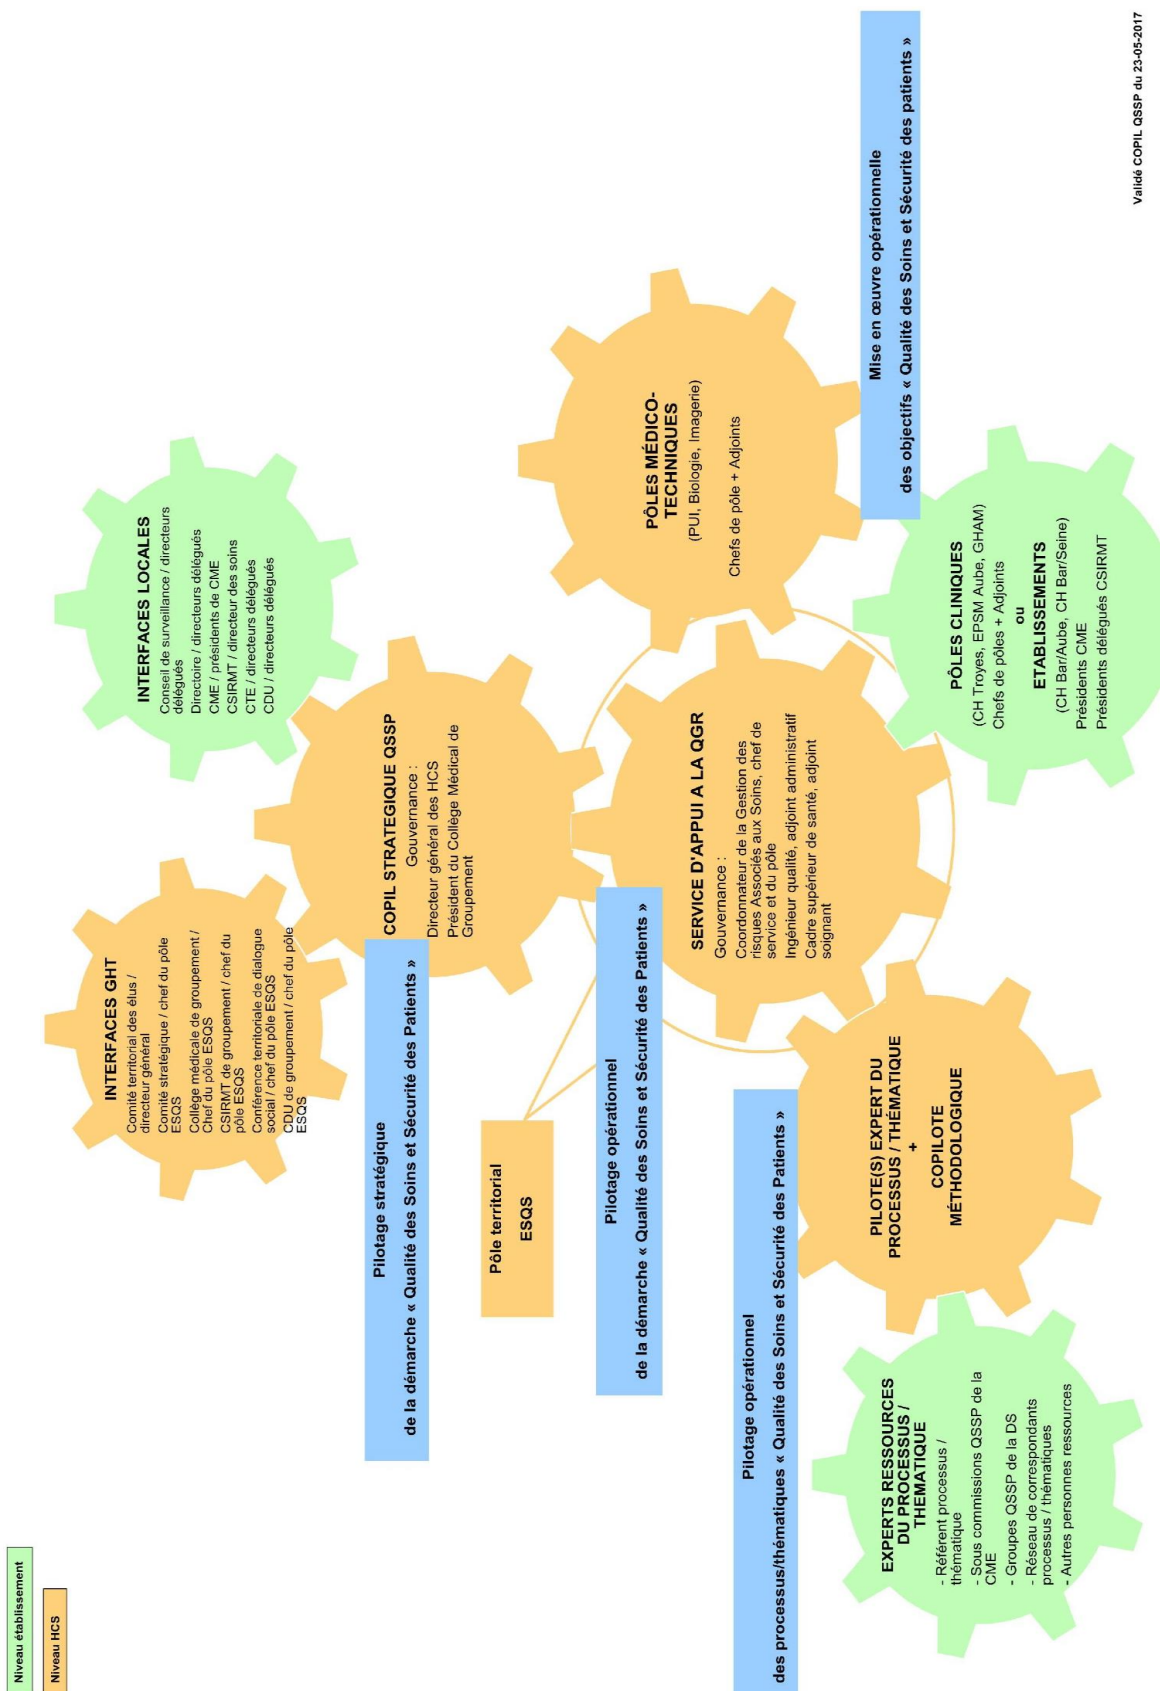 Niveau établissement
Niveau HCS
INTERFACES GHT
Comité territorial des élus /
directeur général
Comité stratégique / chef du pôle
ESQS
Collège médicale de groupement /
Chef du pôle ESQS
CSIRMT de groupement / chef du
pôle ESQS
Conférence territoriale de dialogue
social / chef du pôle ESQS
CDU de groupement / chef du pôle
ESQS
INTERFACES LOCALES
Conseil de surveillance / directeurs
délégués
Directoire / directeurs délégués
CME / présidents de CME
CSIRMT / directeur des soins
CTE / directeurs délégués
CDU / directeurs délégués
Pilotage stratégique
de la démarche « Qualité des Soins et Sécurité des Patients »
COPIL STRATEGIQUE QSSP
Gouvernance :
Directeur général des HCS
Président du Collège Médical de
Groupement
Pôle territorial
ESQS
Pilotage opérationnel
de la démarche « Qualité des Soins et Sécurité des Patients »
SERVICE D'APPUI A LA QGR
Gouvernance :
Coordonnateur de la Gestion des
risques Associés aux Soins, chef de
service et du pôle
Ingénieur qualité, adjoint administratif
Cadre supérieur de santé, adjoint
soignant
PÔLES MÉDICO-
TECHNIQUES
(PUI, Biologie, Imagerie)
Chefs de pôle + Adjoints
Pilotage opérationnel
des processus/thématiques « Qualité des Soins et Sécurité des Patients »
PILOTE(S) EXPERT DU
PROCESSUS / THÉMATIQUE
+
COPILOTE
MÉTHODOLOGIQUE
EXPERTS RESSOURCES
DU PROCESSUS /
THEMATIQUE
- Référent processus /
thématique
- Sous commissions QSSP de la
CME
- Groupes QSSP de la DS
- Réseau de correspondants
processus / thématiques
- Autres personnes ressources
Mise en œuvre opérationnelle
des objectifs « Qualité des Soins et Sécurité des patients »
PÔLES CLINIQUES
(CH Troyes, EPSM Aube, GHAM)
Chefs de pôles + Adjoints
ou
ETABLISSEMENTS
(CH Bar/Aube, CH Bar/Seine)
Présidents CME
Présidents délégués CSIRMT
Validé COPIL QSSP du 23-05-2017